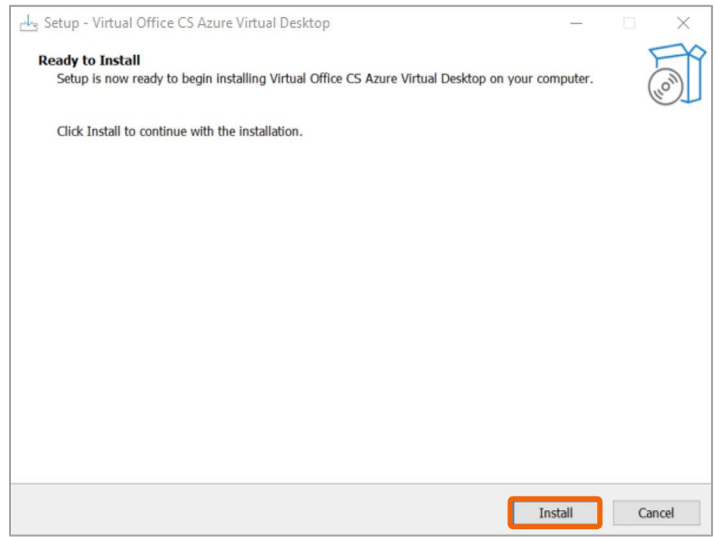 Setup - Virtual Office CS Azure Virtual Desktop
Ready to Install
Setup is now ready to begin installing Virtual Office CS Azure Virtual Desktop on your computer.
Click Install to continue with the installation.
Install Cancel